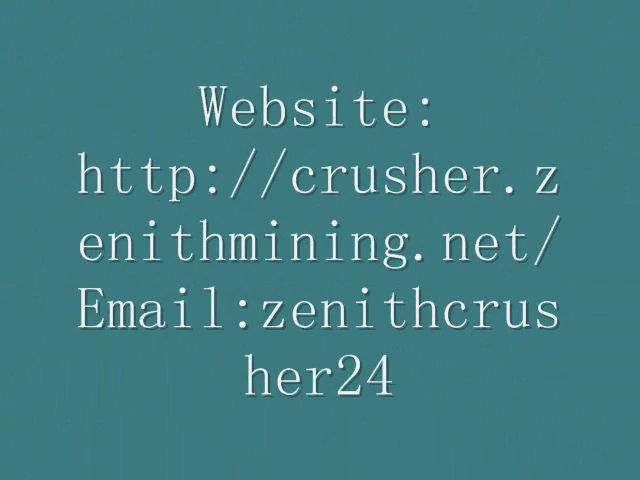 Website:
http://crusher.z
enithmining.net/
Email:zenithcrus
her24